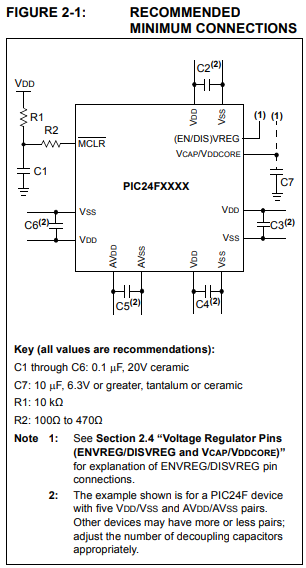 FIGURE 2-1: RECOMMENDED
MINIMUM CONNECTIONS
C2(2)
VDD
R1
R2
C1
MCLR
VDD
VSS
(1) (1)
(EN/DIS)VREG
VCAP/VDDCORE
C7
PIC24FXXXX
VSS
C6(2)
VDD
VDD
C3(2)
VSS
AVDD
AVSS
VDD
VSS
C5(2)
C4(2)
Key (all values are recommendations):
C1 through C6: 0.1 μF, 20V ceramic
C7: 10 μF, 6.3V or greater, tantalum or ceramic
R1: 10 kΩ
R2: 100Ω to 470Ω
Note 1: See Section 2.4 “Voltage Regulator Pins
(ENVREG/DISVREG and VCAP/VDDCORE)”
for explanation of ENVREG/DISVREG pin
connections.
2: The example shown is for a PIC24F device
with five VDD/VSS and AVDD/AVSS pairs.
Other devices may have more or less pairs;
adjust the number of decoupling capacitors
appropriately.